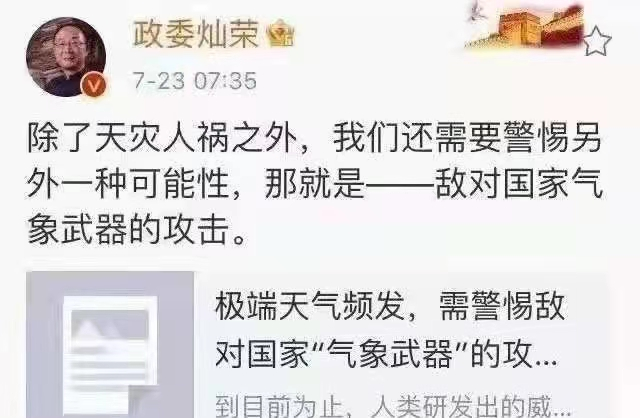 政委灿荣
7-23 07:35
除了天灾人祸之外，我们还需要警惕另
外一种可能性，那就是——敌对国家气
象武器的攻击。
极端天气频发，需警惕敌
对国家“气象武器”的攻...
到目前为止，人类研发出的威...